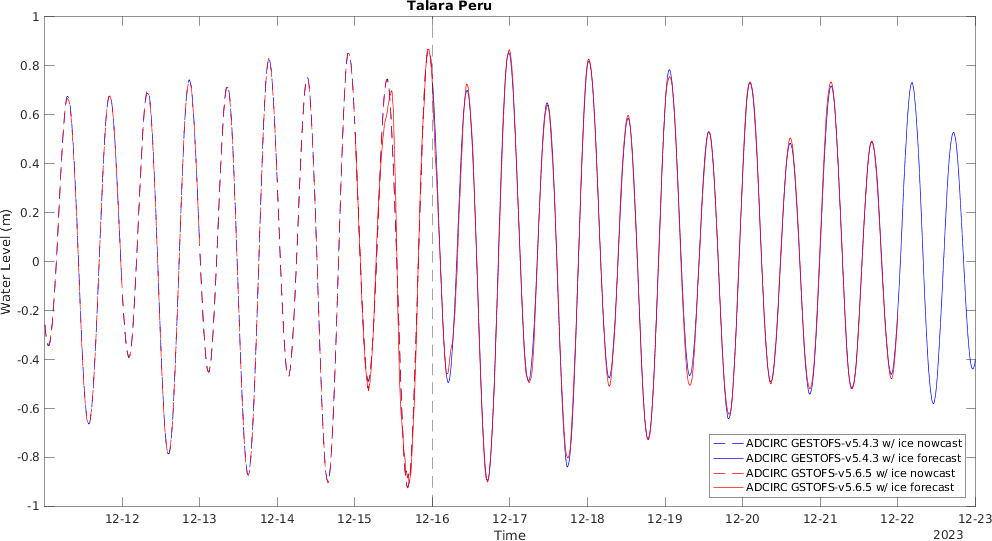 Talara Peru
1
0.8
0.6
0.4
0.2
0
-0.2
-0.4
-0.6
-0.8
-1
Water Level (m)
ADCIRC GESTOFS-v5.4.3 w/ ice nowcast
ADCIRC GESTOFS-v5.4.3 w/ ice forecast
ADCIRC GSTOFS-v5.6.5 w/ ice nowcast
ADCIRC GSTOFS-v5.6.5 w/ ice forecast
12-12 12-13 12-14 12-15 12-16 12-17 12-18 12-19 12-20 12-21 12-22 12-23
Time
2023